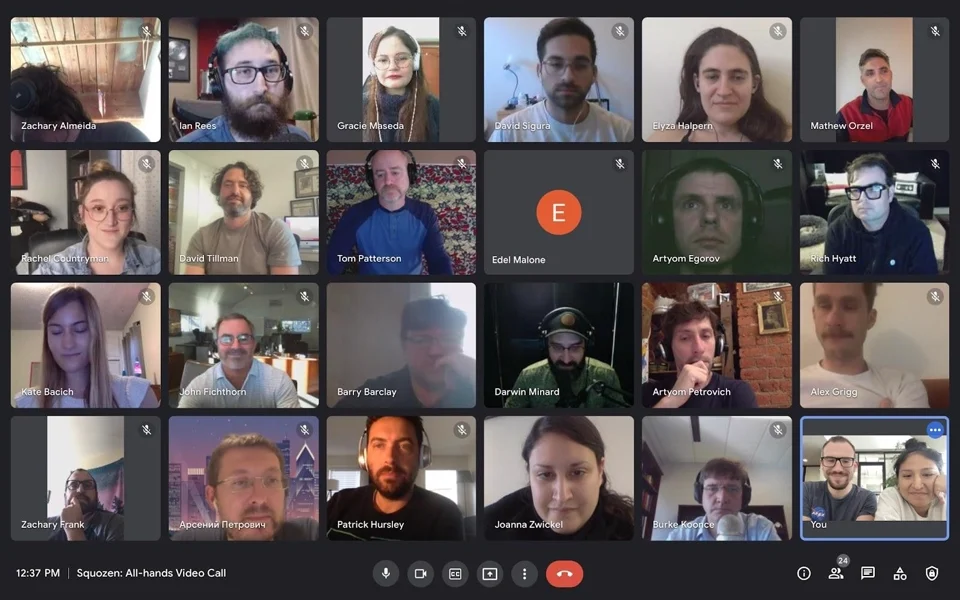 Zachary Almeida
Ian Rees
Gracie Maseda
David Sigura
Elyza Halpern
Mathew Orzel
Rachel Countryman
David Tillman
Tom Patterson
E
Edel Malone
Artyom Egorov
Rich Hyatt
Kate Bacich
John Fichthorn
Barry Barclay
Darwin Minard
Artyom Petrovich
Alex Grigg
Zachary Frank
Арсений Петрович
Patrick Hursley
Joanna Zwickel
Burke Koonce
You
12:37 PM | Squozen: All-hands Video Call
CC
24